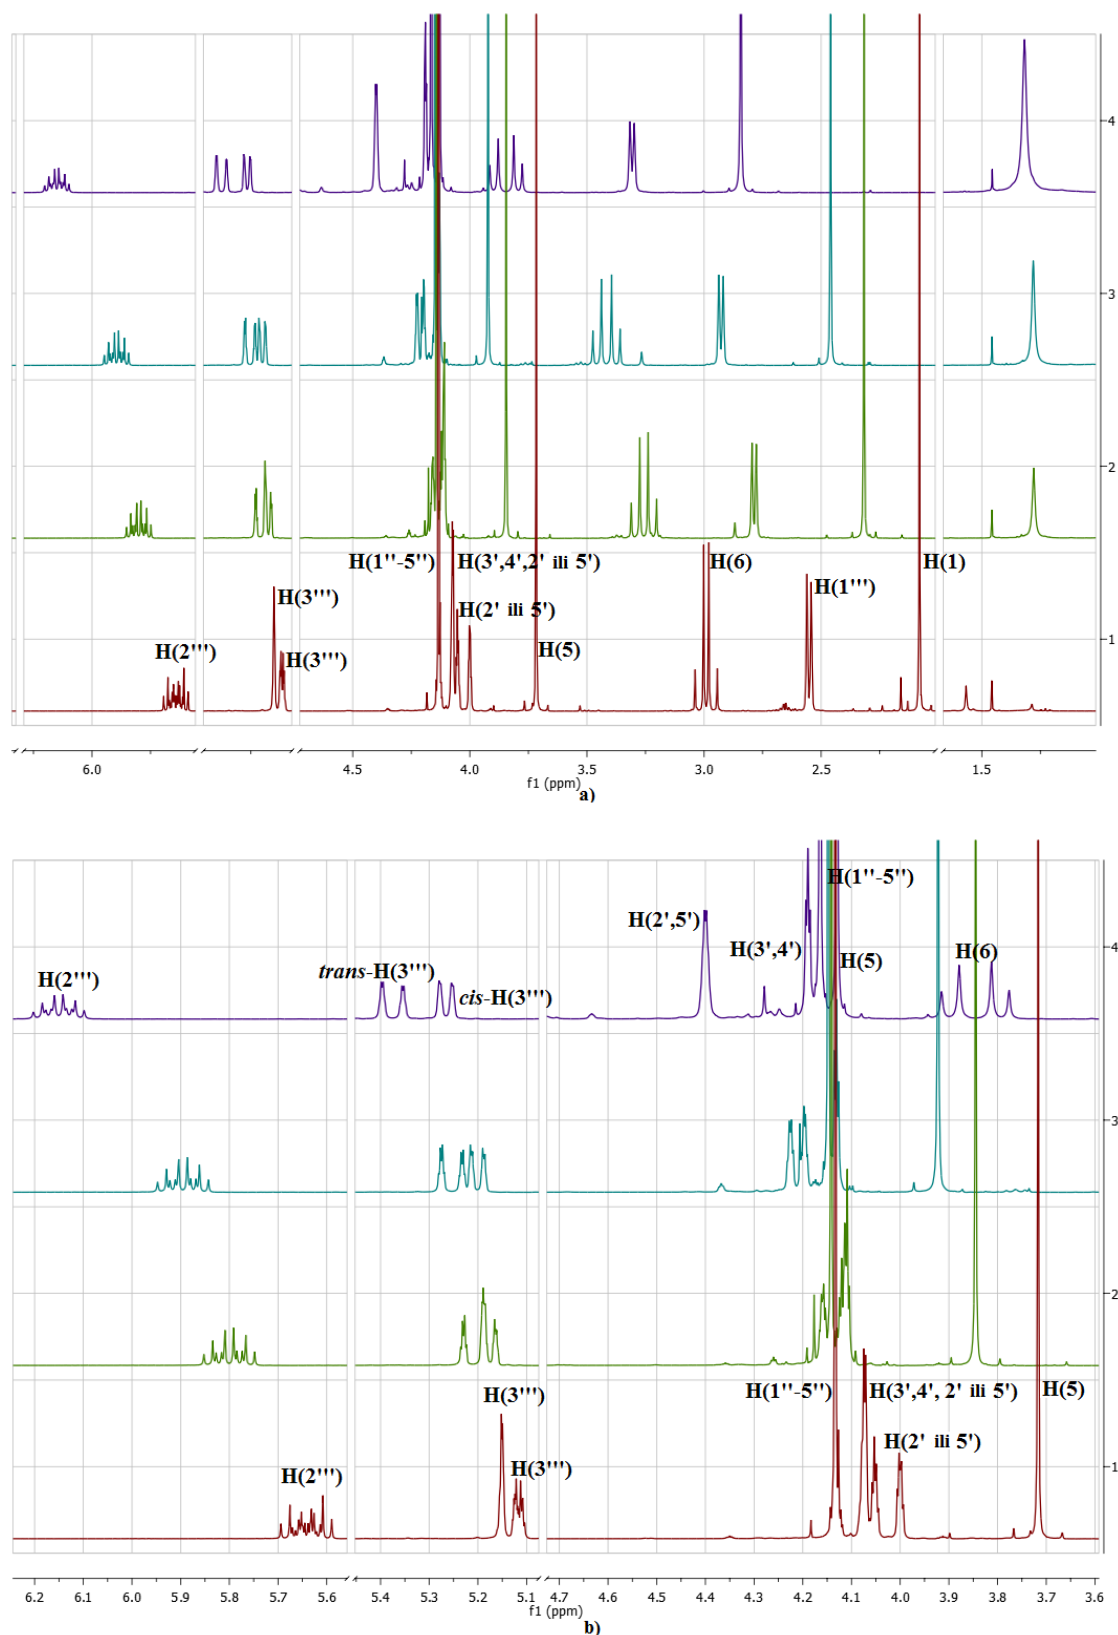 4
3
2
H(1''-5'') H(3',4',2' ili 5') H(6) H(1)
H(3''') H(1''')
H(2' ili 5')
H(2''') H(3''') H(5) 1
6.0 4.5 4.0 3.5 3.0 2.5 1.5
f1 (ppm)
a)
H(1''-5'')
H(2',5')
H(3',4') H(5) H(6) 4
H(2''') trans-H(3''')
cis-H(3''')
3
2
H(3''') H(1''-5'') H(3',4', 2' ili 5') H(5)
H(2''') H(3''') H(2' ili 5') 1
6.2 6.1 6.0 5.9 5.8 5.7 5.6 5.4 5.3 5.2 5.1 4.7 4.6 4.5 4.4 4.3 4.2 4.1 4.0 3.9 3.8 3.7 3.6
f1 (ppm)
b)